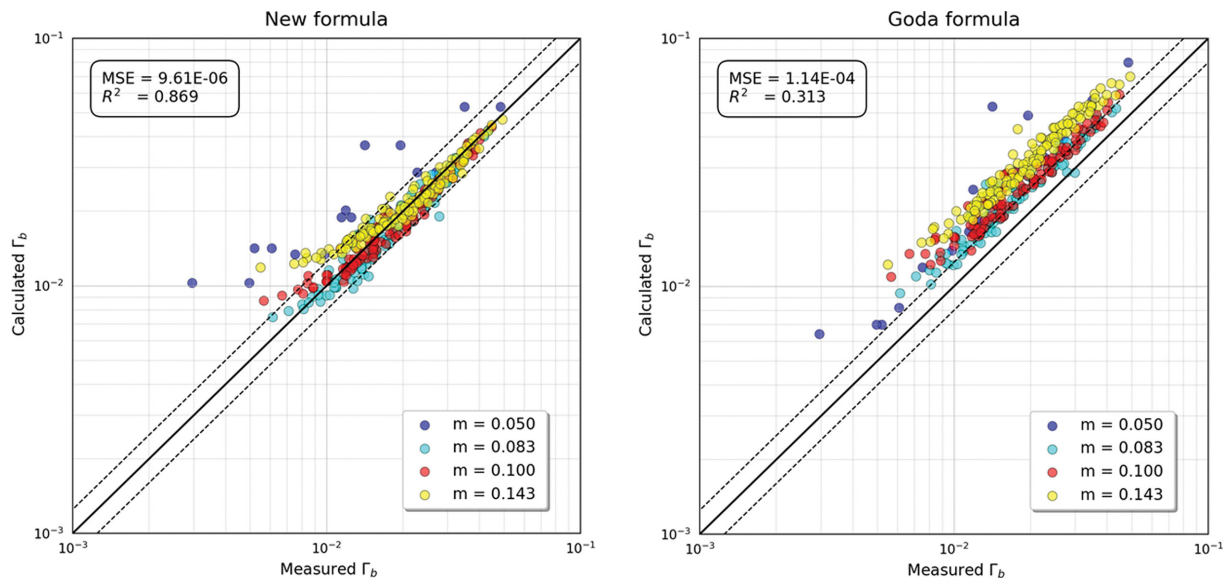 New formula
MSE = 9.61E-06
R² = 0.869
10⁻¹
10⁻²
10⁻³
Calculated Γb
m = 0.050
m = 0.083
m = 0.100
m = 0.143
10⁻³
10⁻²
10⁻¹
Measured Γb
Goda formula
MSE = 1.14E-04
R² = 0.313
10⁻¹
10⁻²
10⁻³
Calculated Γb
m = 0.050
m = 0.083
m = 0.100
m = 0.143
10⁻³
10⁻²
10⁻¹
Measured Γb